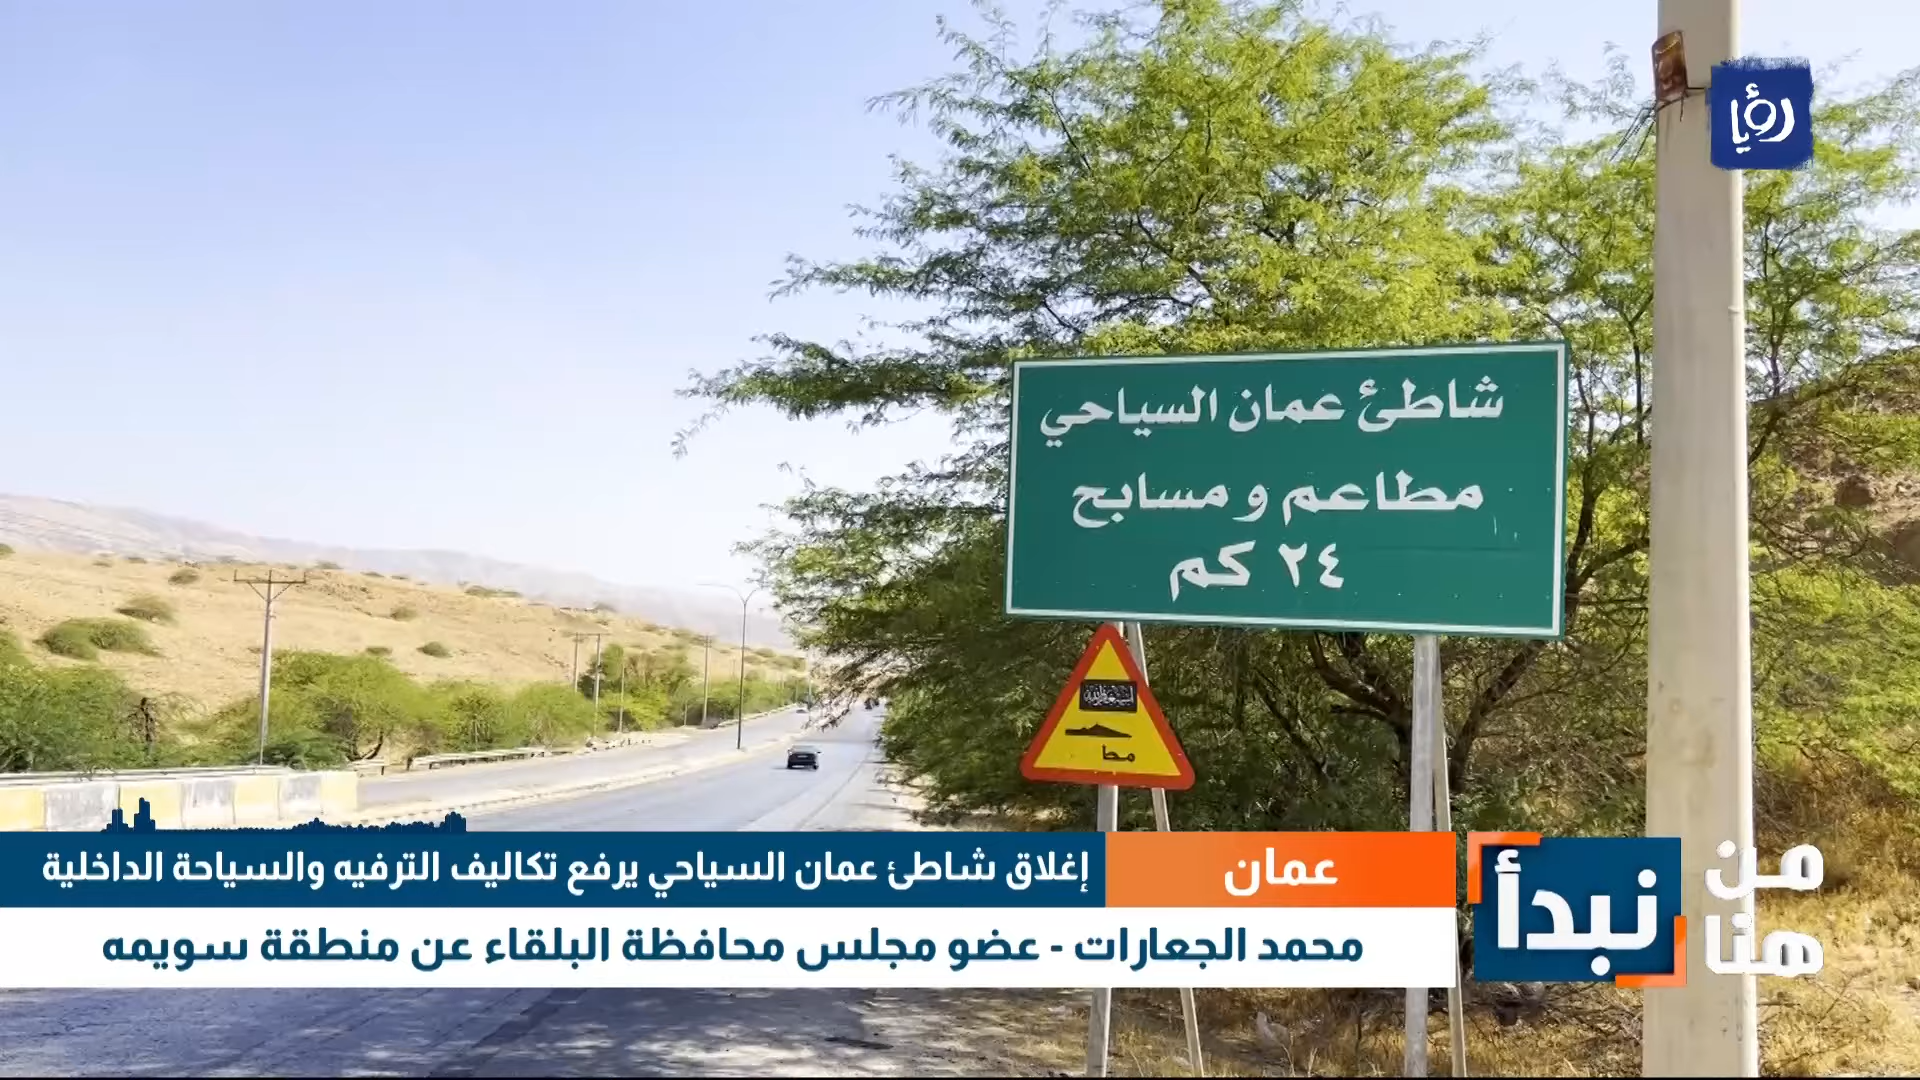 رؤيا
شاطئ عمان السياحي
مطاعم و مسابح
٢٤ كم
مطا
من هنا
نبدأ
عمان
إغلاق شاطئ عمان السياحي يرفع تكاليف الترفيه والسياحة الداخلية
محمد الجعارات - عضو مجلس محافظة البلقاء عن منطقة سويمه